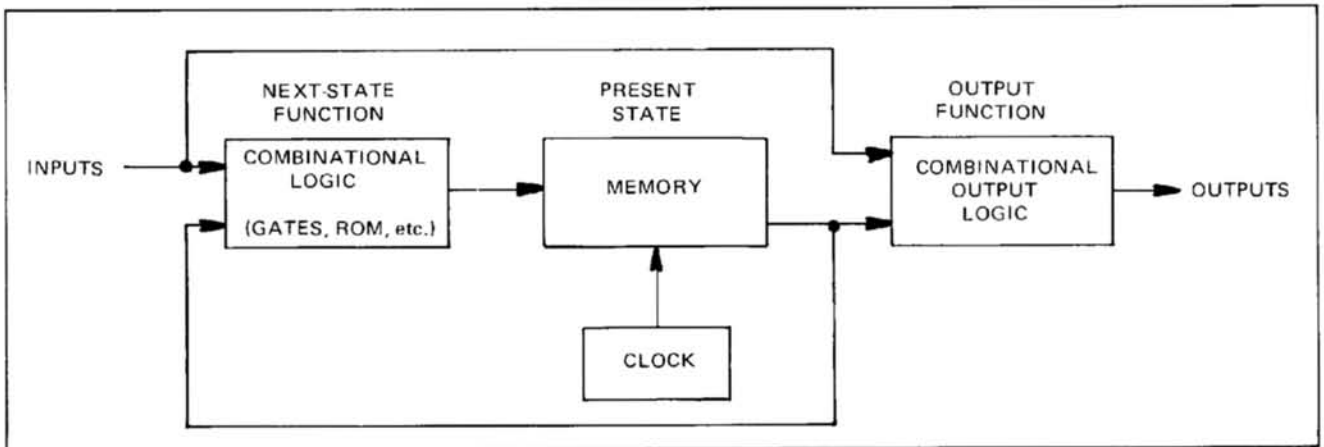 NEXT-STATE
FUNCTION
PRESENT
STATE
OUTPUT
FUNCTION
INPUTS
COMBINATIONAL
LOGIC
(GATES, ROM, etc.)
MEMORY
COMBINATIONAL
OUTPUT
LOGIC
OUTPUTS
CLOCK